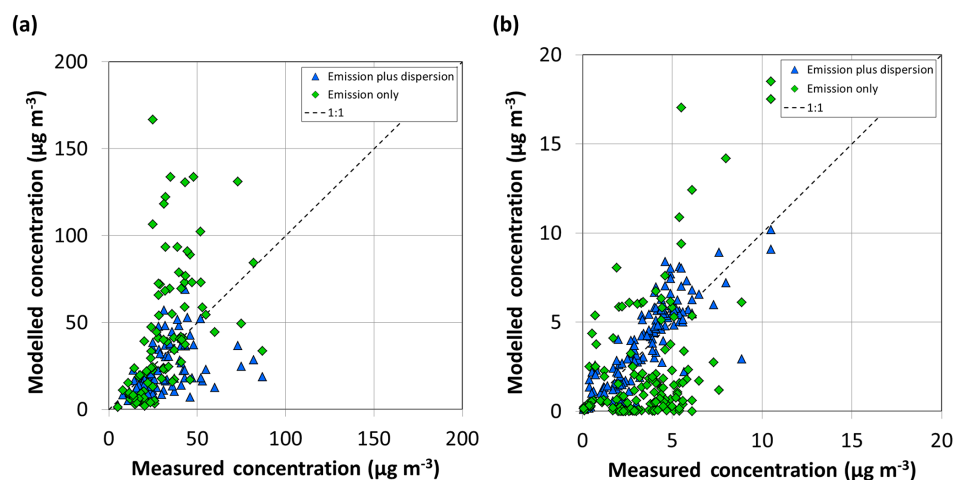 (a)
200
150
100
50
0
0
50
100
150
200
Modelled concentration (µg m⁻³)
Measured concentration (µg m⁻³)
Emission plus dispersion
Emission only
1:1
(b)
20
15
10
5
0
0
5
10
15
20
Modelled concentration (µg m⁻³)
Measured concentration (µg m⁻³)
Emission plus dispersion
Emission only
1:1